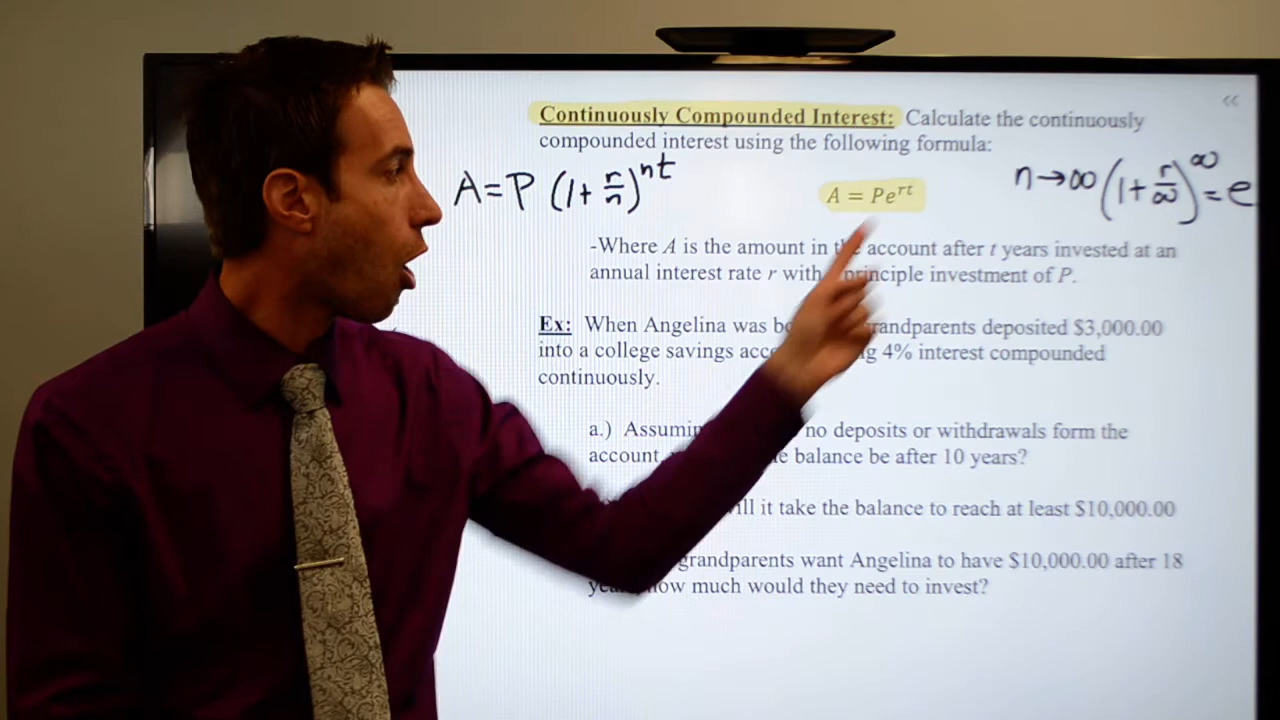 Continuously Compounded Interest: Calculate the continuously
compounded interest using the following formula:
A = P (1 + r/n)^nt
A = Pe^rt
n→∞ (1 + r/∞)^∞ = e
-Where A is the amount in the account after t years invested at an
annual interest rate r with principle investment of P.
Ex: When Angelina was grandparents deposited $3,000.00
into a college savings 4% interest compounded
continuously.
a.) no deposits or withdrawals form the
account balance be after 10 years?
it take the balance to reach at least $10,000.00
grandparents want Angelina to have $10,000.00 after 18
how much would they need to invest?